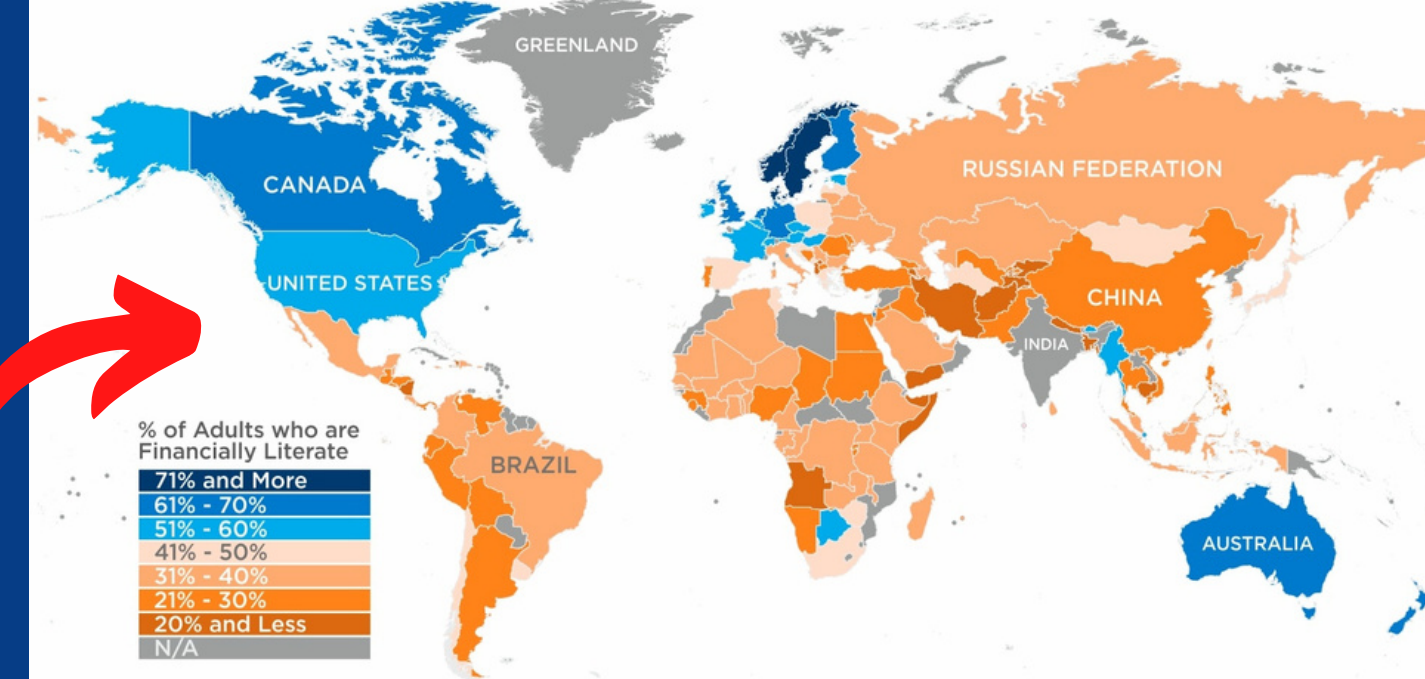 GREENLAND
CANADA
RUSSIAN FEDERATION
UNITED STATES
CHINA
INDIA
BRAZIL
AUSTRALIA
% of Adults who are
Financially Literate
71% and More
61% - 70%
51% - 60%
41% - 50%
31% - 40%
21% - 30%
20% and Less
N/A